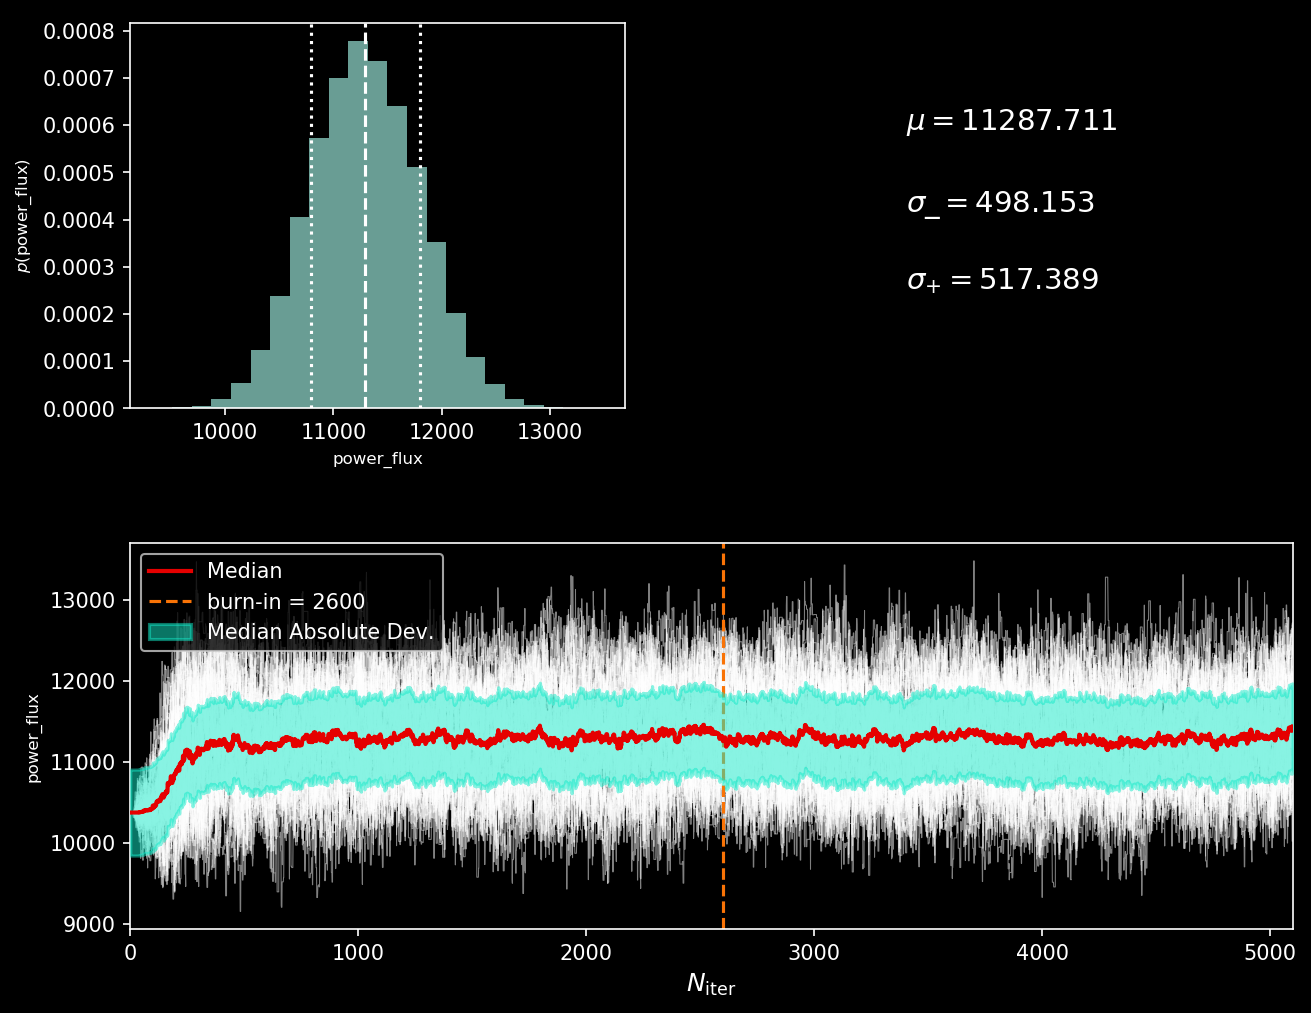 0.0008
0.0007
0.0006
0.0005
0.0004
0.0003
0.0002
0.0001
0.0000
p(power_flux)
10000 11000 12000 13000
power_flux
μ = 11287.711
σ_ = 498.153
σ+ = 517.389
Median
burn-in = 2600
Median Absolute Dev.
13000
12000
11000
10000
9000
power_flux
0 1000 2000 3000 4000 5000
N_iter